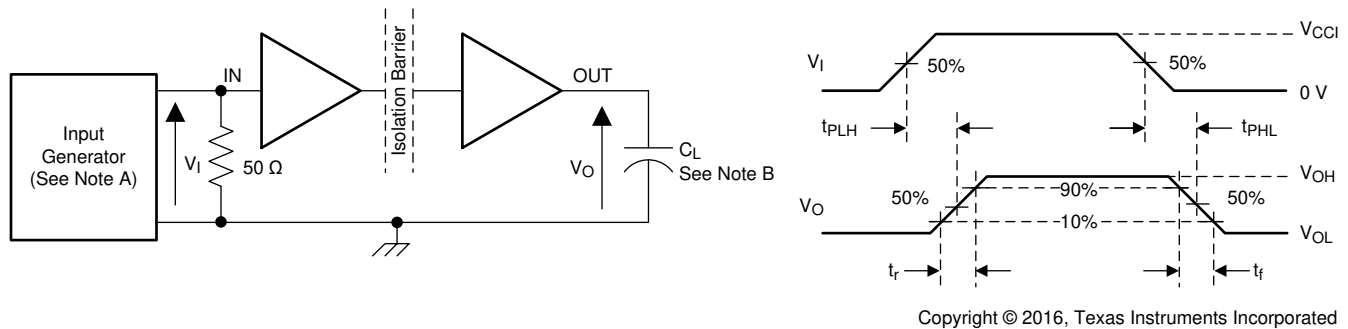 Input
Generator
(See Note A)
IN
V_I
50 Ω
Isolation Barrier
OUT
V_O
C_L
See Note B
V_I
50%
50%
V_CCI
0 V
t_PLH
t_PHL
V_O
50%
90%
10%
50%
V_OH
V_OL
t_r
t_f
Copyright © 2016, Texas Instruments Incorporated